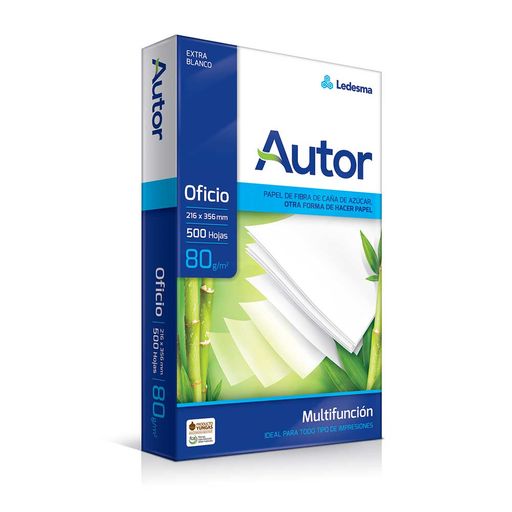 EXTRA
BLANCO
Ledesma
Autor
Autor
PAPEL DE FIBRA DE CAÑA DE AZÚCAR,
OTRA FORMA DE HACER PAPEL
Oficio
216 x 356 mm
500 Hojas
80 g/m²
Oficio
216 x 356 mm
500 Hojas
80 g/m²
PRODUCTO
YUNGAS
Multifunción
IDEAL PARA TODO TIPO DE IMPRESIONES